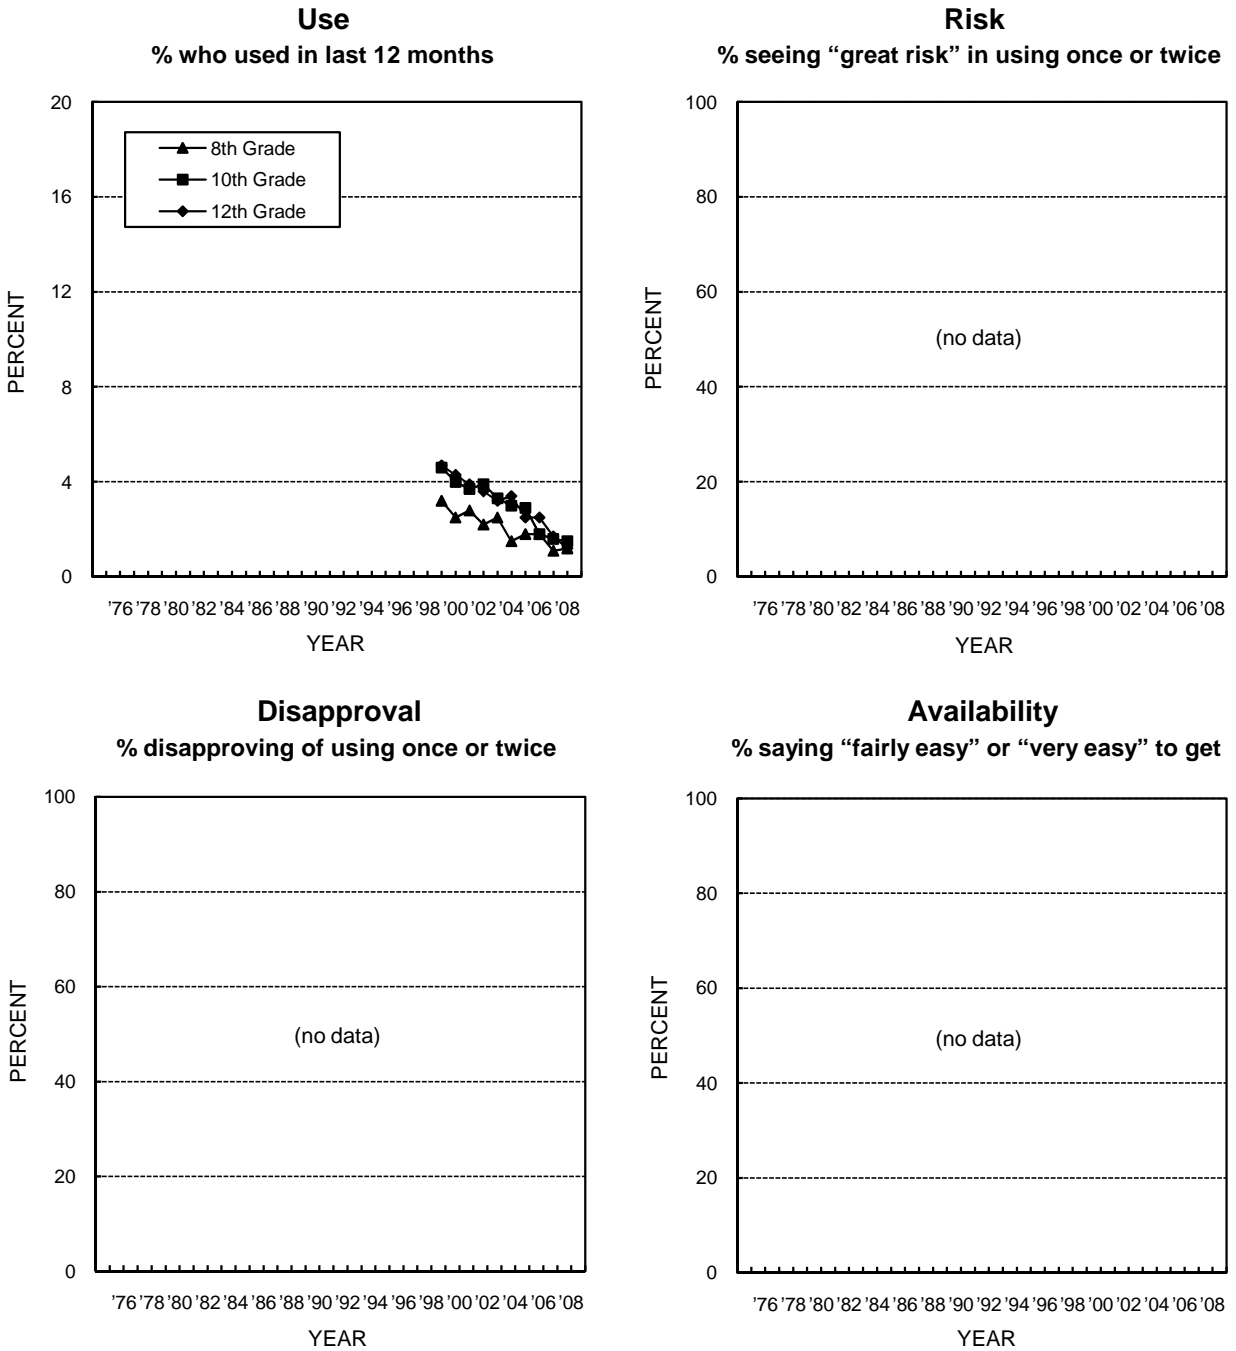 Use
% who used in last 12 months
20
16
12
8
4
0
PERCENT
8th Grade
10th Grade
12th Grade
’76 ’78 ’80 ’82 ’84 ’86 ’88 ’90 ’92 ’94 ’96 ’98 ’00 ’02 ’04 ’06 ’08
YEAR
Risk
% seeing “great risk” in using once or twice
100
80
60
40
20
0
PERCENT
(no data)
’76 ’78 ’80 ’82 ’84 ’86 ’88 ’90 ’92 ’94 ’96 ’98 ’00 ’02 ’04 ’06 ’08
YEAR
Disapproval
% disapproving of using once or twice
100
80
60
40
20
0
PERCENT
(no data)
’76 ’78 ’80 ’82 ’84 ’86 ’88 ’90 ’92 ’94 ’96 ’98 ’00 ’02 ’04 ’06 ’08
YEAR
Availability
% saying “fairly easy” or “very easy” to get
100
80
60
40
20
0
PERCENT
(no data)
’76 ’78 ’80 ’82 ’84 ’86 ’88 ’90 ’92 ’94 ’96 ’98 ’00 ’02 ’04 ’06 ’08
YEAR